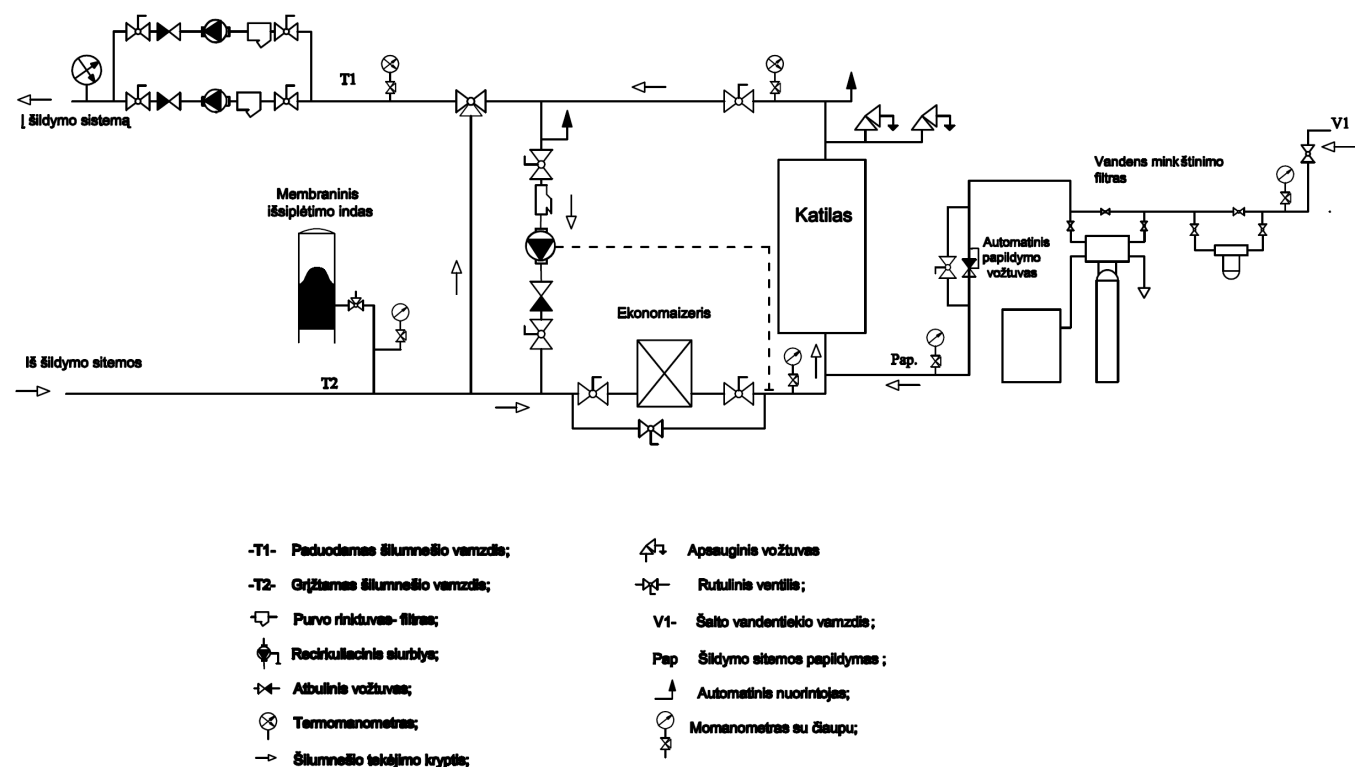 T1
Į šildymo sistemą
V1
Vandens minkštinimo
filtras
Membraninis
išsiplėtimo indas
Katilas
Automatinis
papildymo
vožtuvas
Ekonomaizeris
Iš šildymo sitemos
T2
Pap.
-T1- Paduodamas šilumnešio vamzdis;
-T2- Grįžtamas šilumnešio vamzdis;
Purvo rinktuvas- filtras;
Recirkuliacinis siurblys;
Atbulinis vožtuvas;
Termomanometras;
Šilumnešio tekėjimo kryptis;
Apsauginis vožtuvas
Rutulinis ventilis;
V1- Šalto vandentiekio vamzdis;
Pap Šildymo sitemos papildymas ;
Automatinis nuorintojas;
Momanometras su čiaupu;